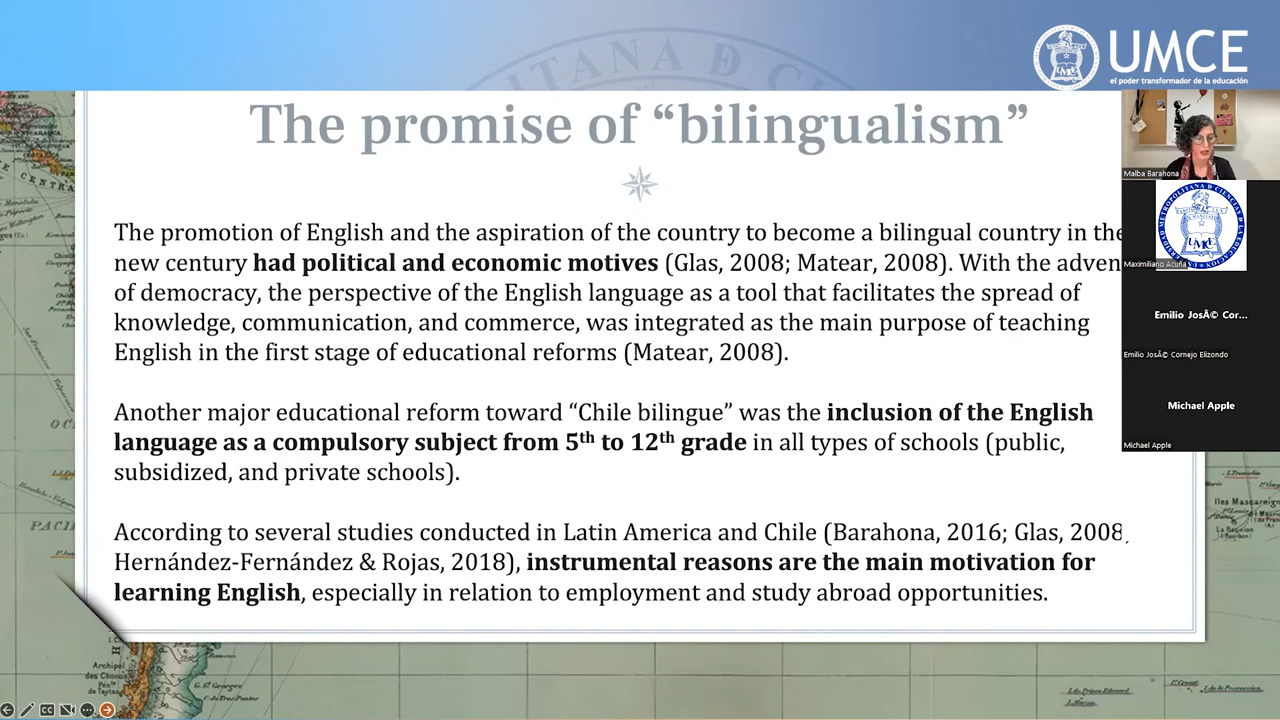 UMCE
el poder transformador de la educación
The promise of “bilingualism”
The promotion of English and the aspiration of the country to become a bilingual country in the
new century had political and economic motives (Glas, 2008; Matear, 2008). With the adven
of democracy, the perspective of the English language as a tool that facilitates the spread of
knowledge, communication, and commerce, was integrated as the main purpose of teaching
English in the first stage of educational reforms (Matear, 2008).
Another major educational reform toward “Chile bilingue” was the inclusion of the English
language as a compulsory subject from 5th to 12th grade in all types of schools (public,
subsidized, and private schools).
According to several studies conducted in Latin America and Chile (Barahona, 2016; Glas, 2008
Hernández-Fernández & Rojas, 2018), instrumental reasons are the main motivation for
learning English, especially in relation to employment and study abroad opportunities.
Malba Barahona
Maximiliano Acuña
Emilio JosÃ© Cor...
Emilio JosÃ© Cornejo Elizondo
Michael Apple
Michael Apple
Archipel
des Chonos